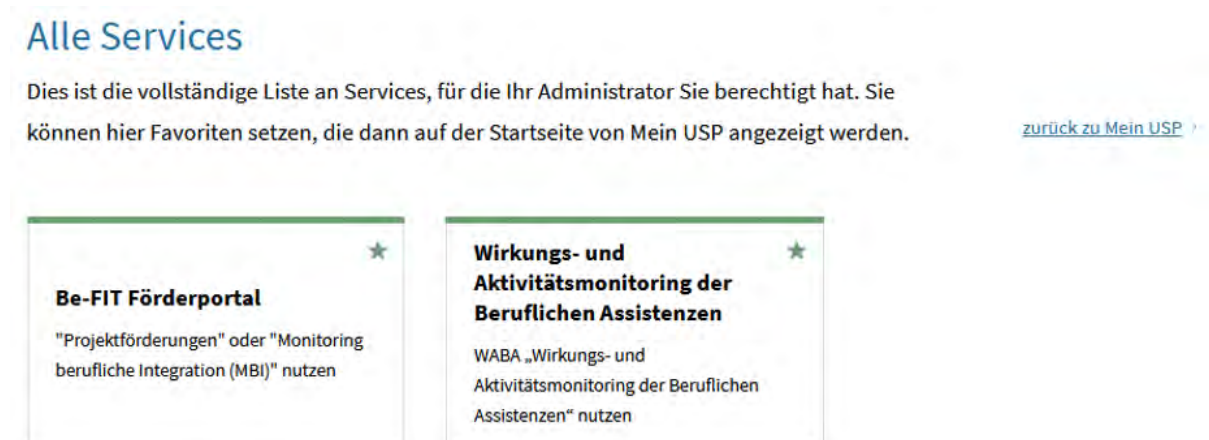 Alle Services
Dies ist die vollständige Liste an Services, für die Ihr Administrator Sie berechtigt hat. Sie
können hier Favoriten setzen, die dann auf der Startseite von Mein USP angezeigt werden.
zurück zu Mein USP
Be-FIT Förderportal
"Projektförderungen" oder "Monitoring
berufliche Integration (MBI)" nutzen
Wirkungs- und
Aktivitätsmonitoring der
Beruflichen Assistenzen
WABA „Wirkungs- und
Aktivitätsmonitoring der Beruflichen
Assistenzen“ nutzen